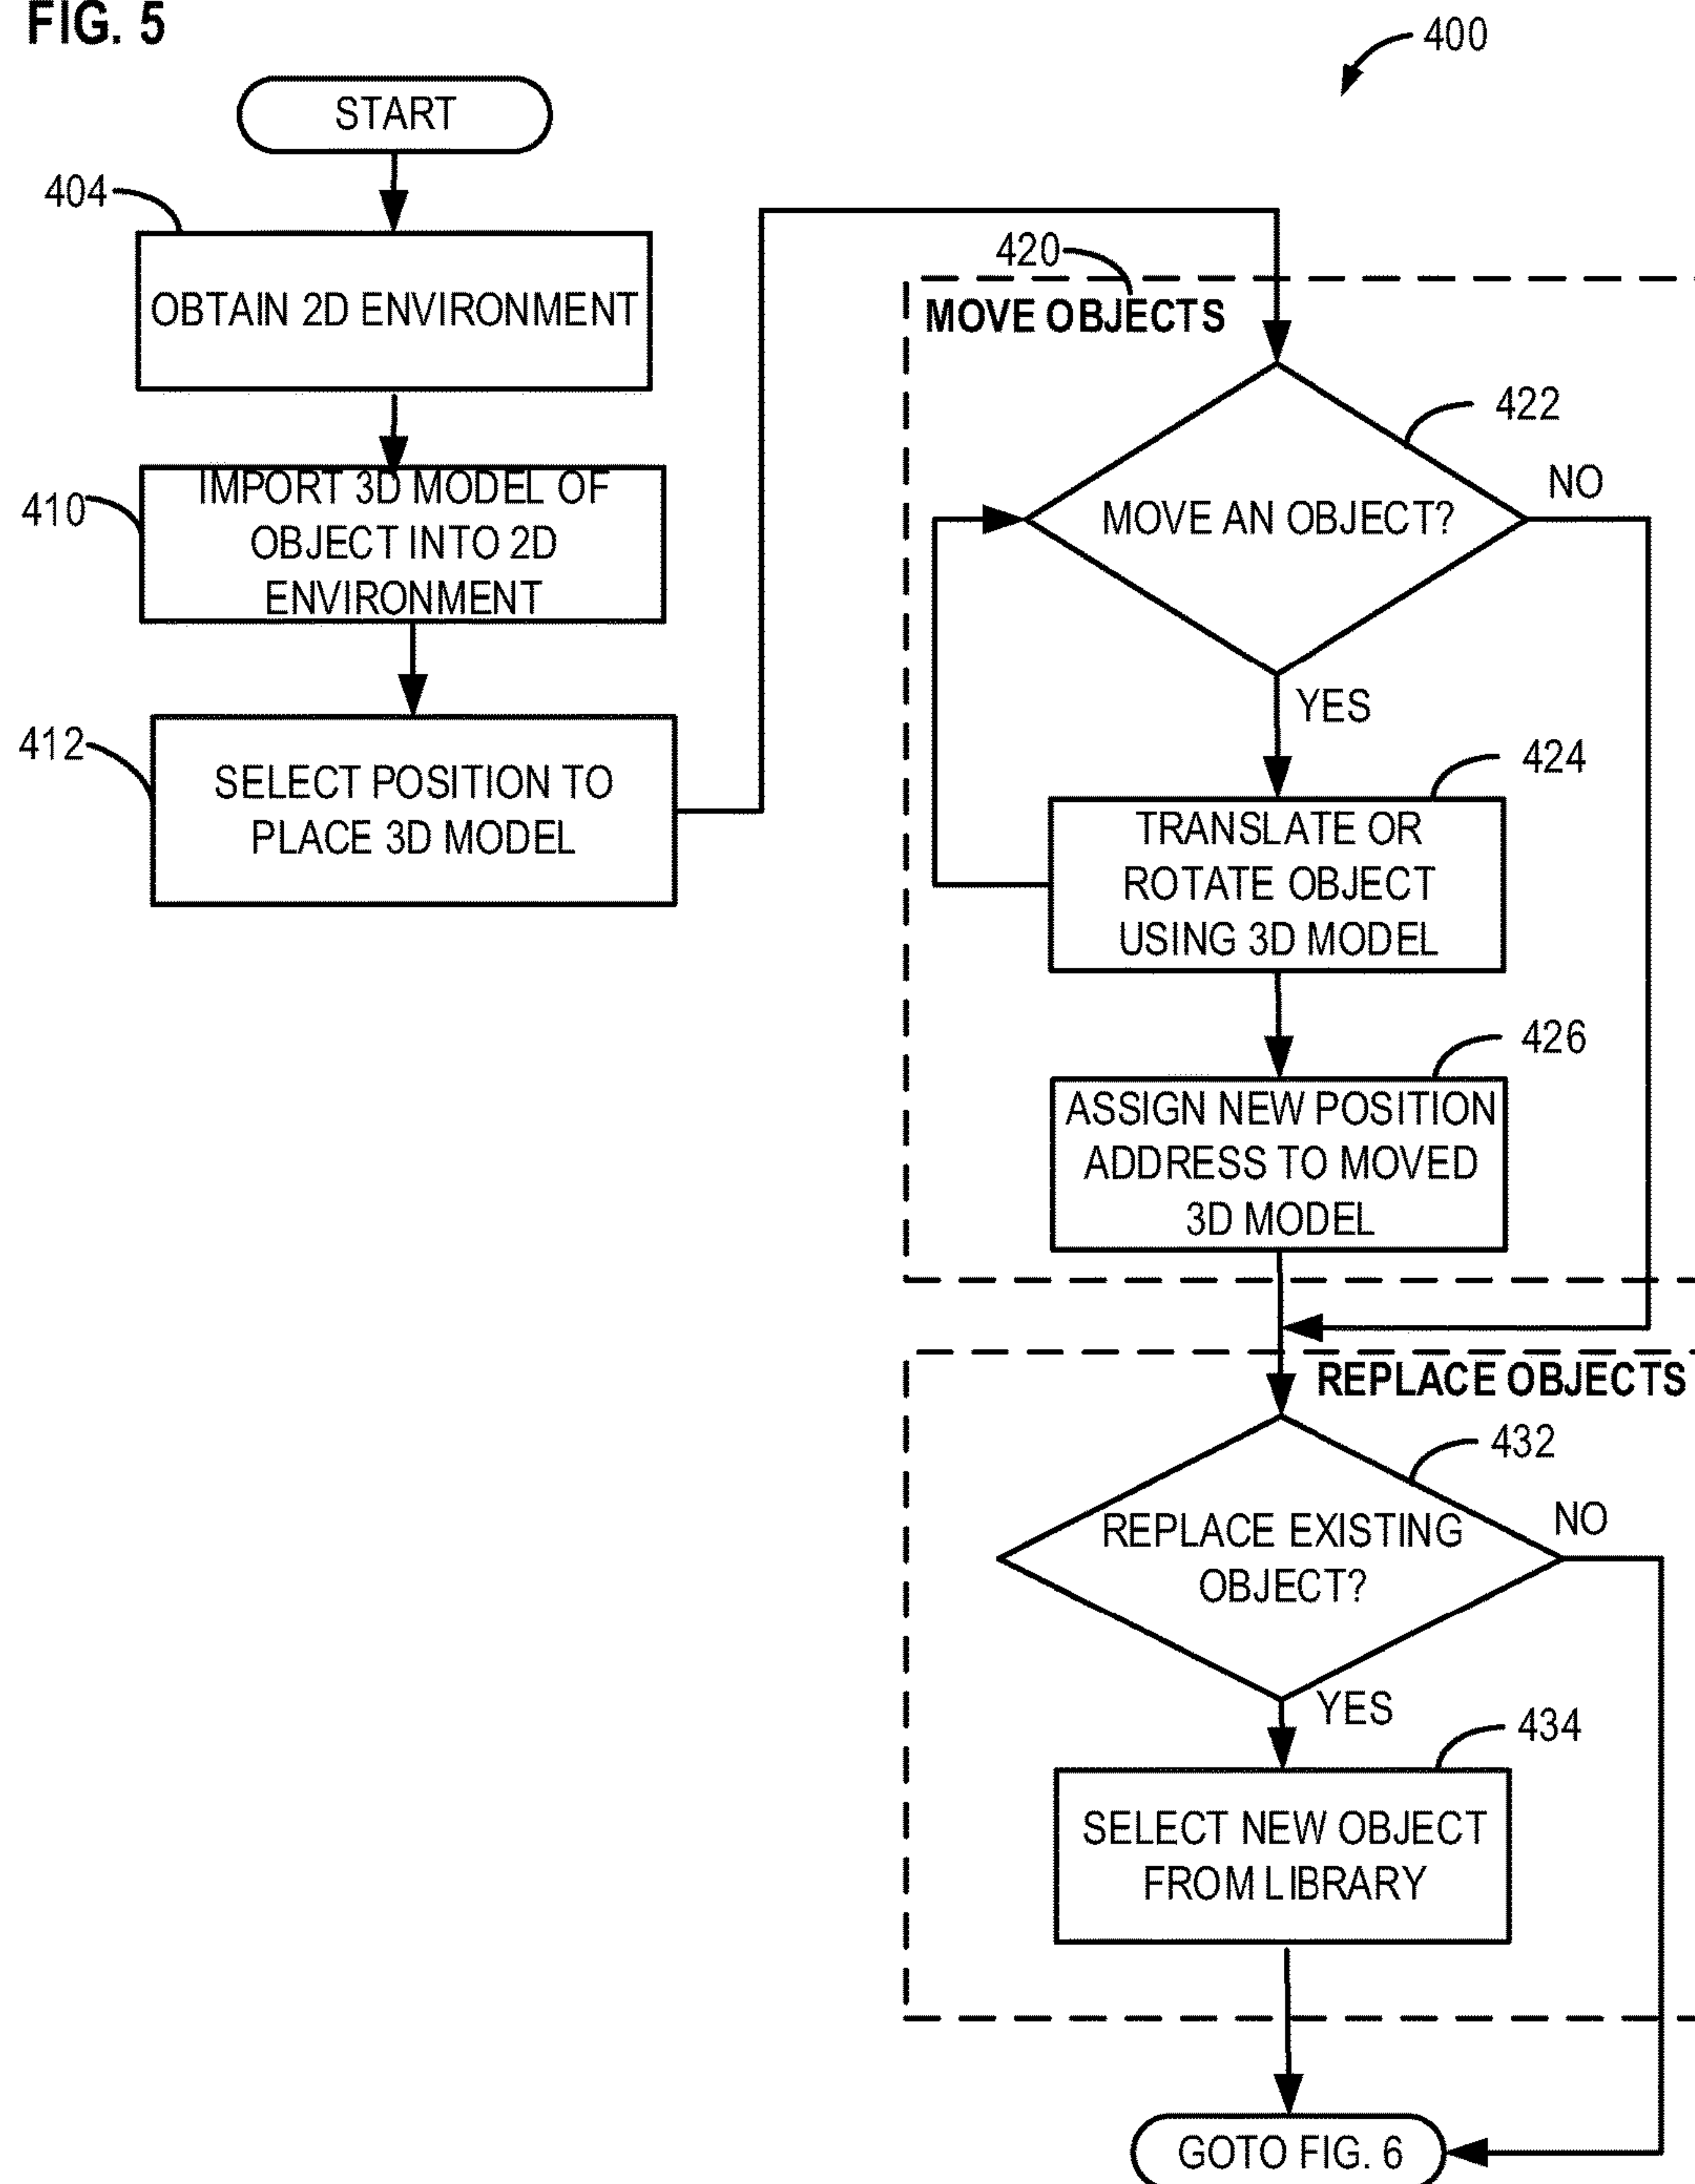 FIG. 5
400
START
404
OBTAIN 2D ENVIRONMENT
410
IMPORT 3D MODEL OF
OBJECT INTO 2D
ENVIRONMENT
412
SELECT POSITION TO
PLACE 3D MODEL
420
MOVE OBJECTS
422
MOVE AN OBJECT?
NO
YES
424
TRANSLATE OR
ROTATE OBJECT
USING 3D MODEL
426
ASSIGN NEW POSITION
ADDRESS TO MOVED
3D MODEL
REPLACE OBJECTS
432
REPLACE EXISTING
OBJECT?
NO
YES
434
SELECT NEW OBJECT
FROM LIBRARY
GOTO FIG. 6